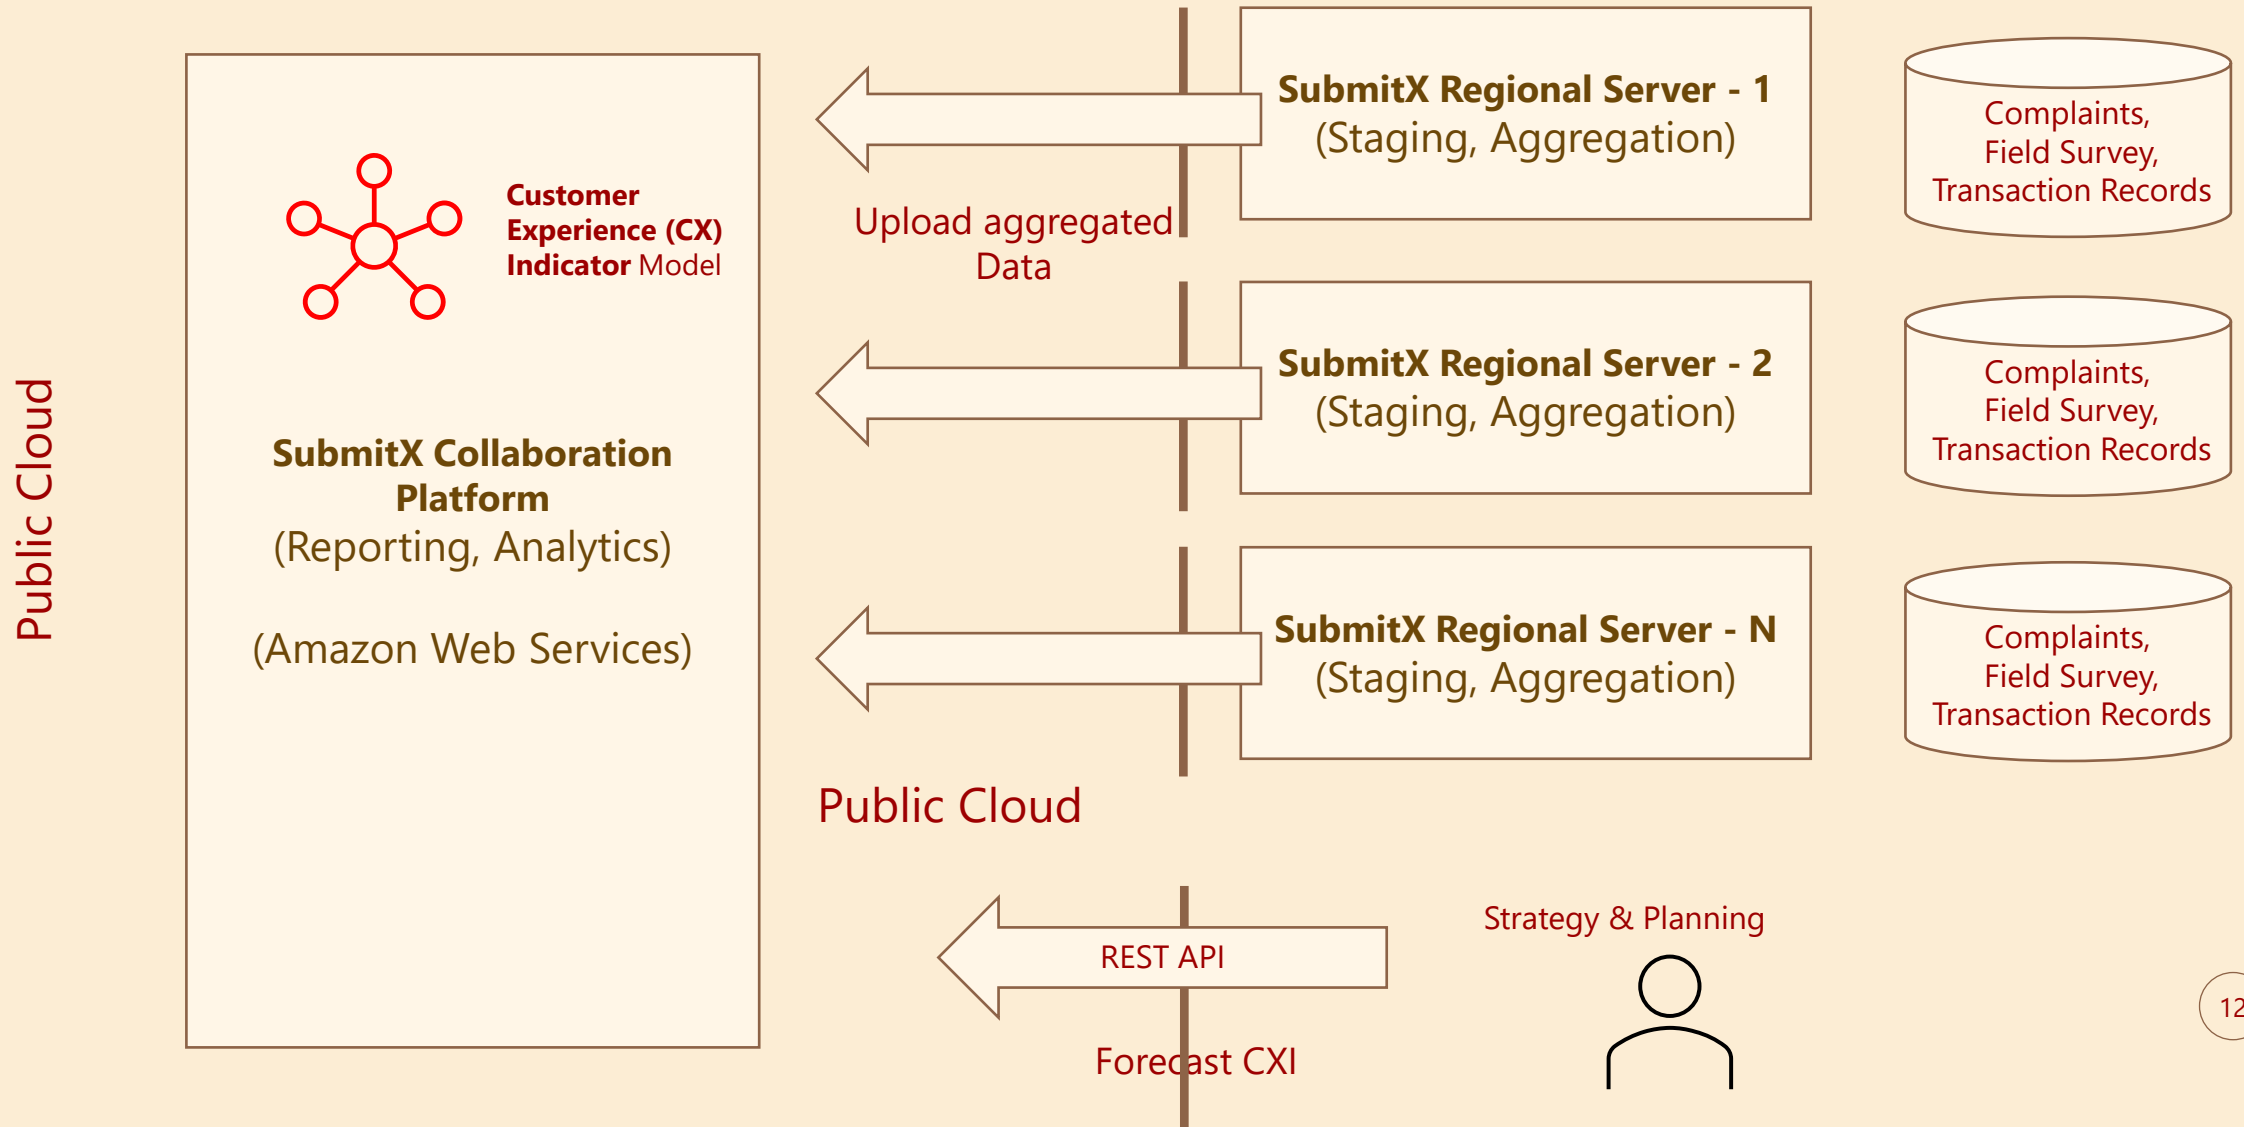 Public Cloud
Customer
Experience (CX)
Indicator Model
SubmitX Collaboration
Platform
(Reporting, Analytics)
(Amazon Web Services)
Upload aggregated
Data
SubmitX Regional Server - 1
(Staging, Aggregation)
Complaints,
Field Survey,
Transaction Records
SubmitX Regional Server - 2
(Staging, Aggregation)
Complaints,
Field Survey,
Transaction Records
SubmitX Regional Server - N
(Staging, Aggregation)
Complaints,
Field Survey,
Transaction Records
Public Cloud
REST API
Forecast CXI
Strategy & Planning
12